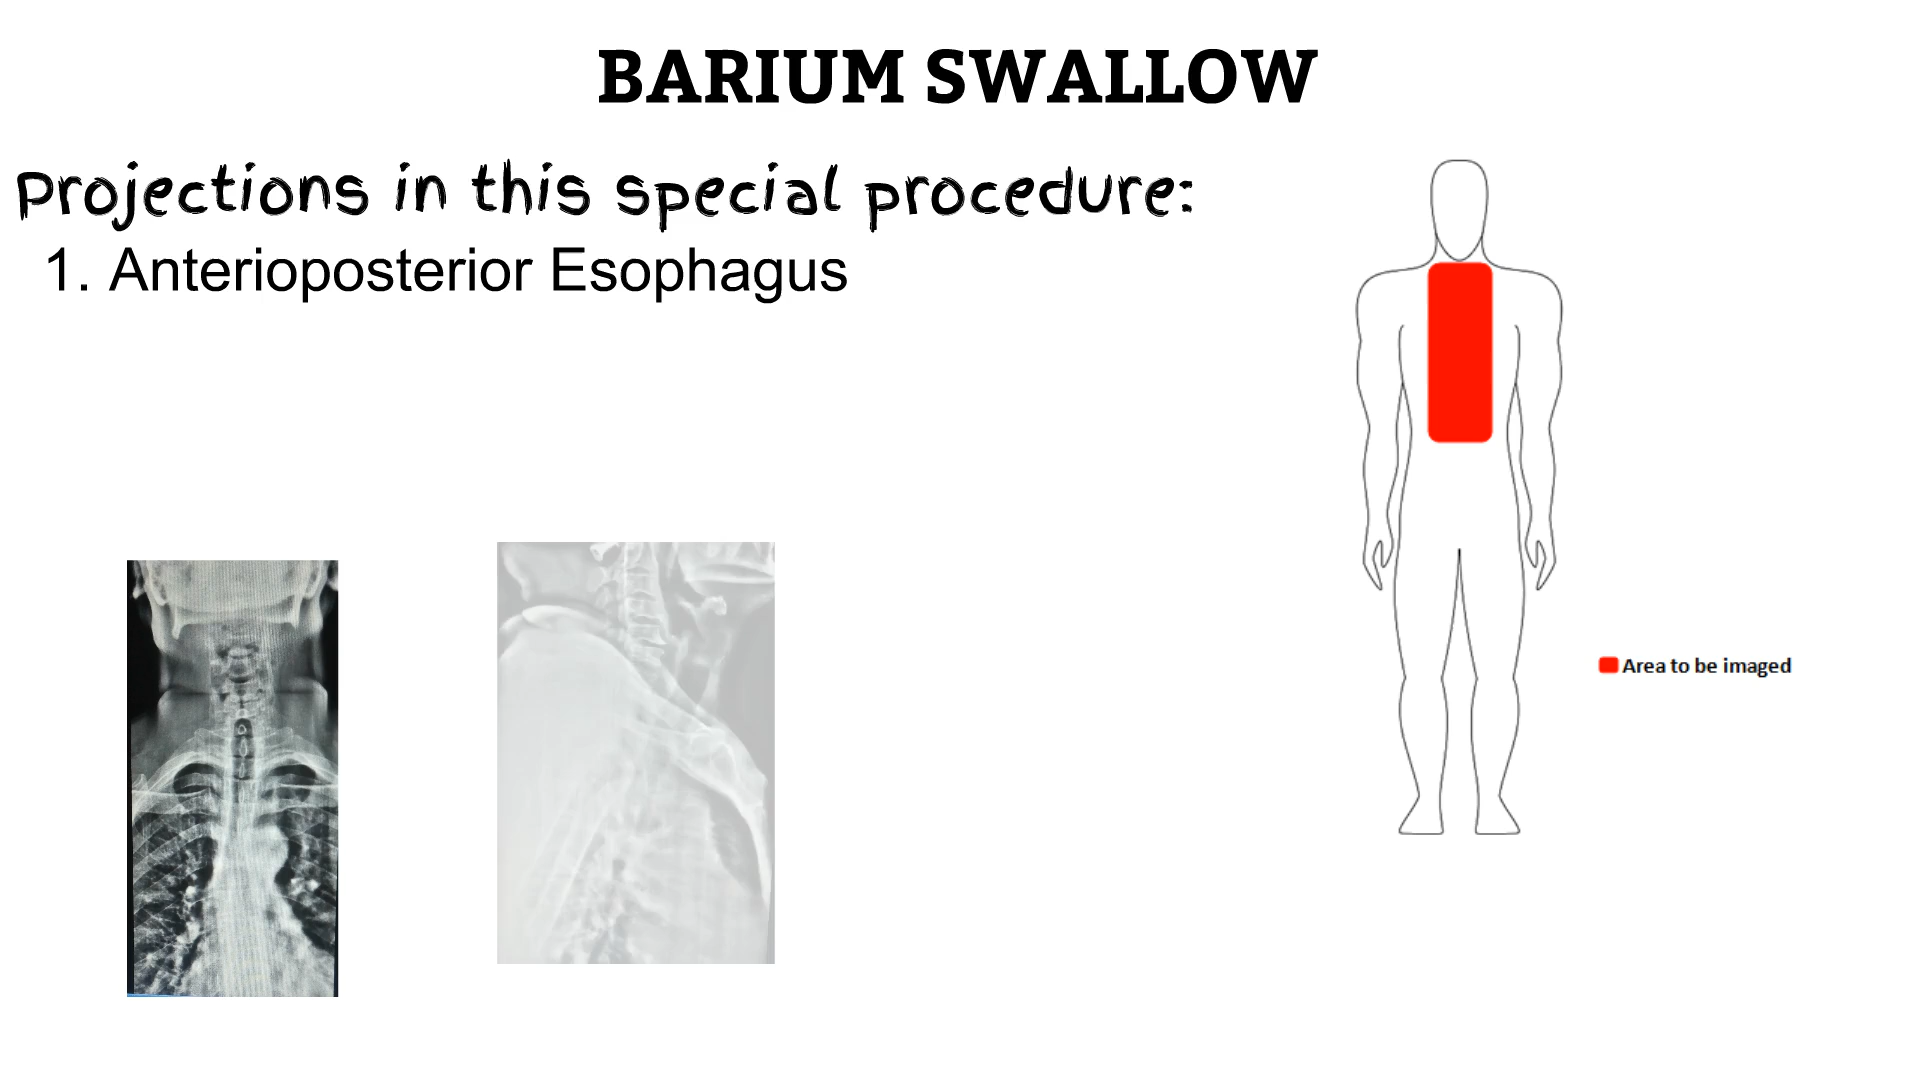 BARIUM SWALLOW
Projections in this special procedure:
1. Anterioposterior Esophagus
Area to be imaged